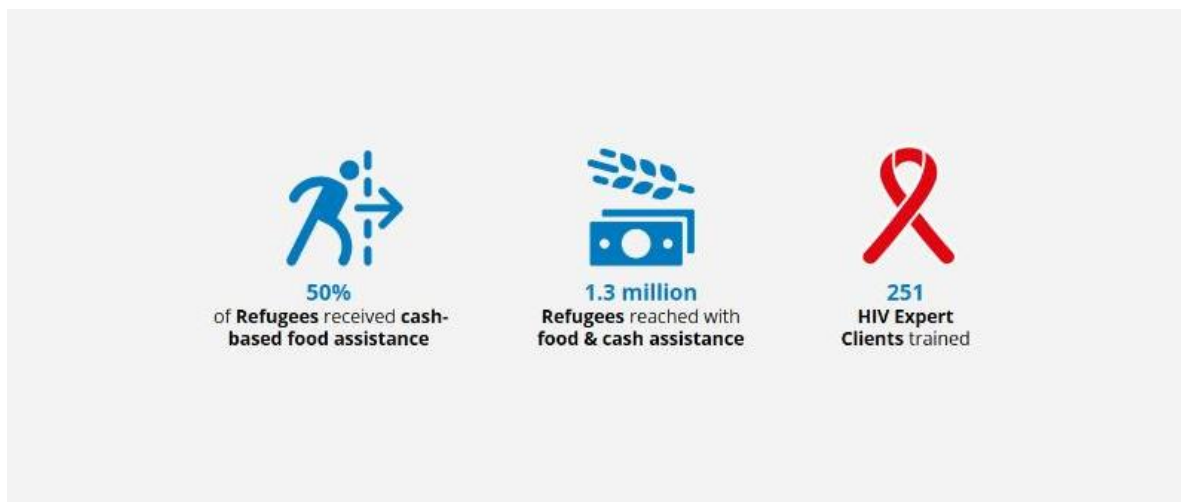 50%
of Refugees received cash-
based food assistance
1.3 million
Refugees reached with
food & cash assistance
251
HIV Expert
Clients trained